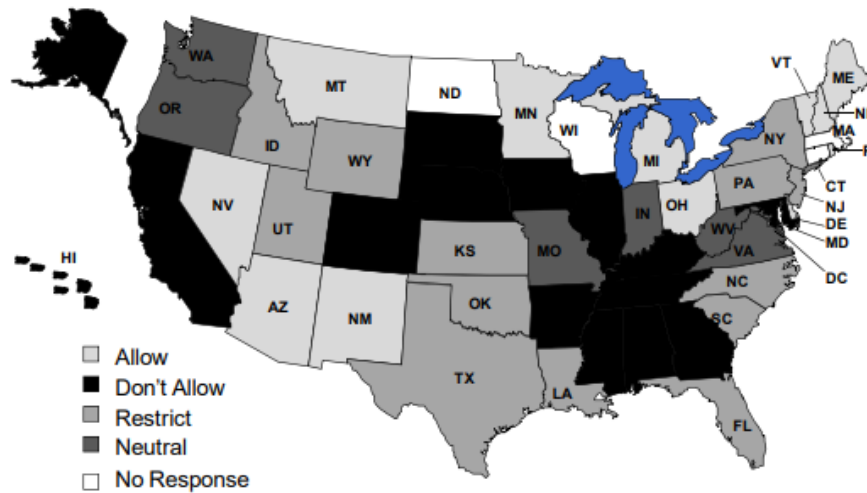 WA
MT
ND
MN
VT
ME
OR
ID
WY
WI
MI
NY
MA
NV
UT
PA
CT
NJ
OH
IN
DE
MD
WV
VA
DC
HI
KS
MO
AZ
NM
OK
NC
SC
TX
LA
FL
Allow
Don't Allow
Restrict
Neutral
No Response